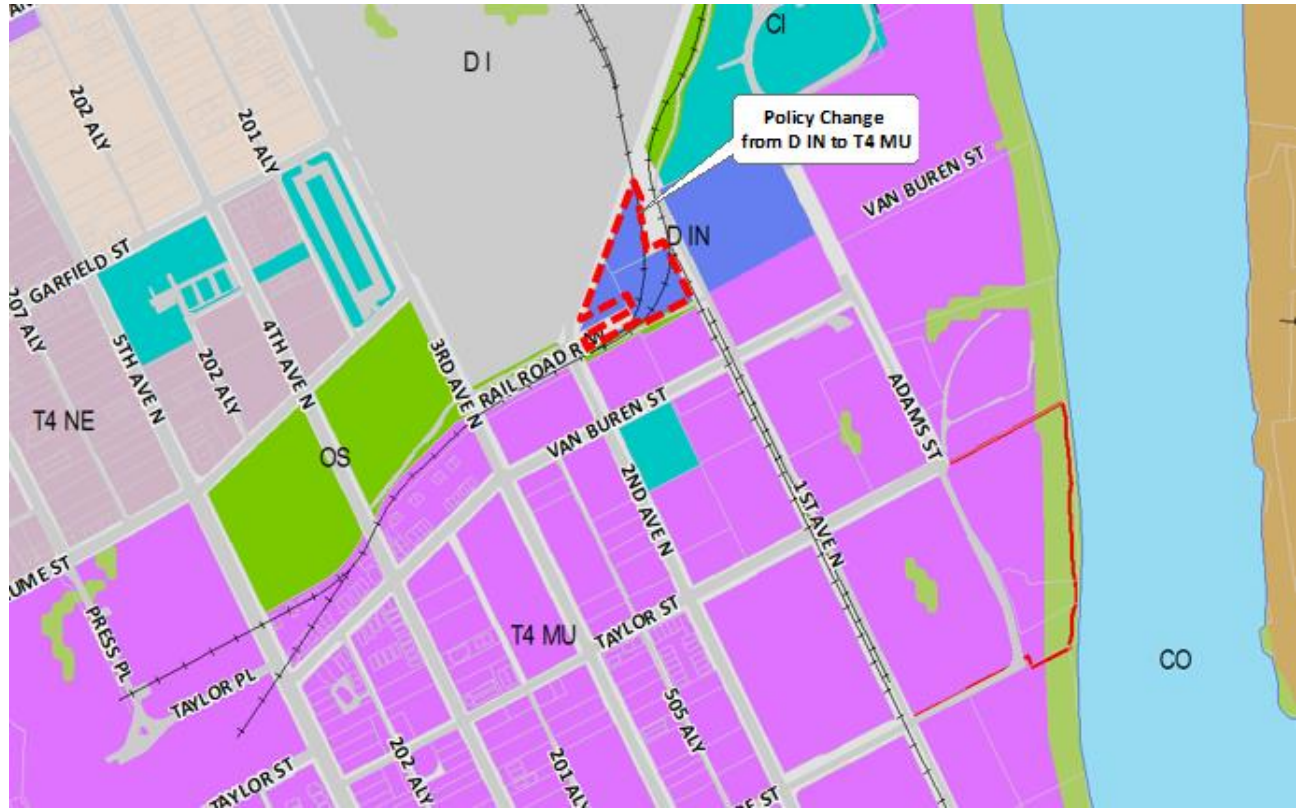 CI
D I
202 ALY
201 ALY
Policy Change
from D IN to T4 MU
VAN BUREN ST
D IN
GARFIELD ST
207 ALY
5TH AVE N
202 ALY
4TH AVE N
3RD AVE N
RAIL ROAD R W
ADAMS ST
T4 NE
OS
VAN BUREN ST
2ND AVE N
1ST AVE N
UME ST
PRESS PL
T4 MU
TAYLOR ST
CO
TAYLOR PL
505 ALY
202 ALY
201 ALY
TAYLOR ST